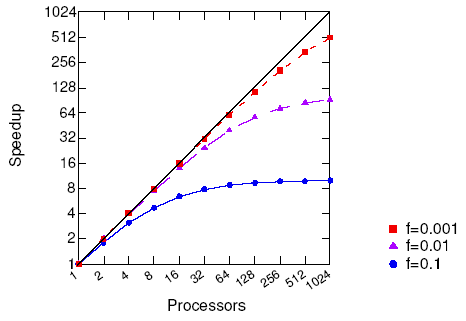 1024
512
256
128
64
32
16
8
4
2
1
Speedup
1 2 4 8 16 32 64 128 256 512 1024
Processors
f=0.001
f=0.01
f=0.1